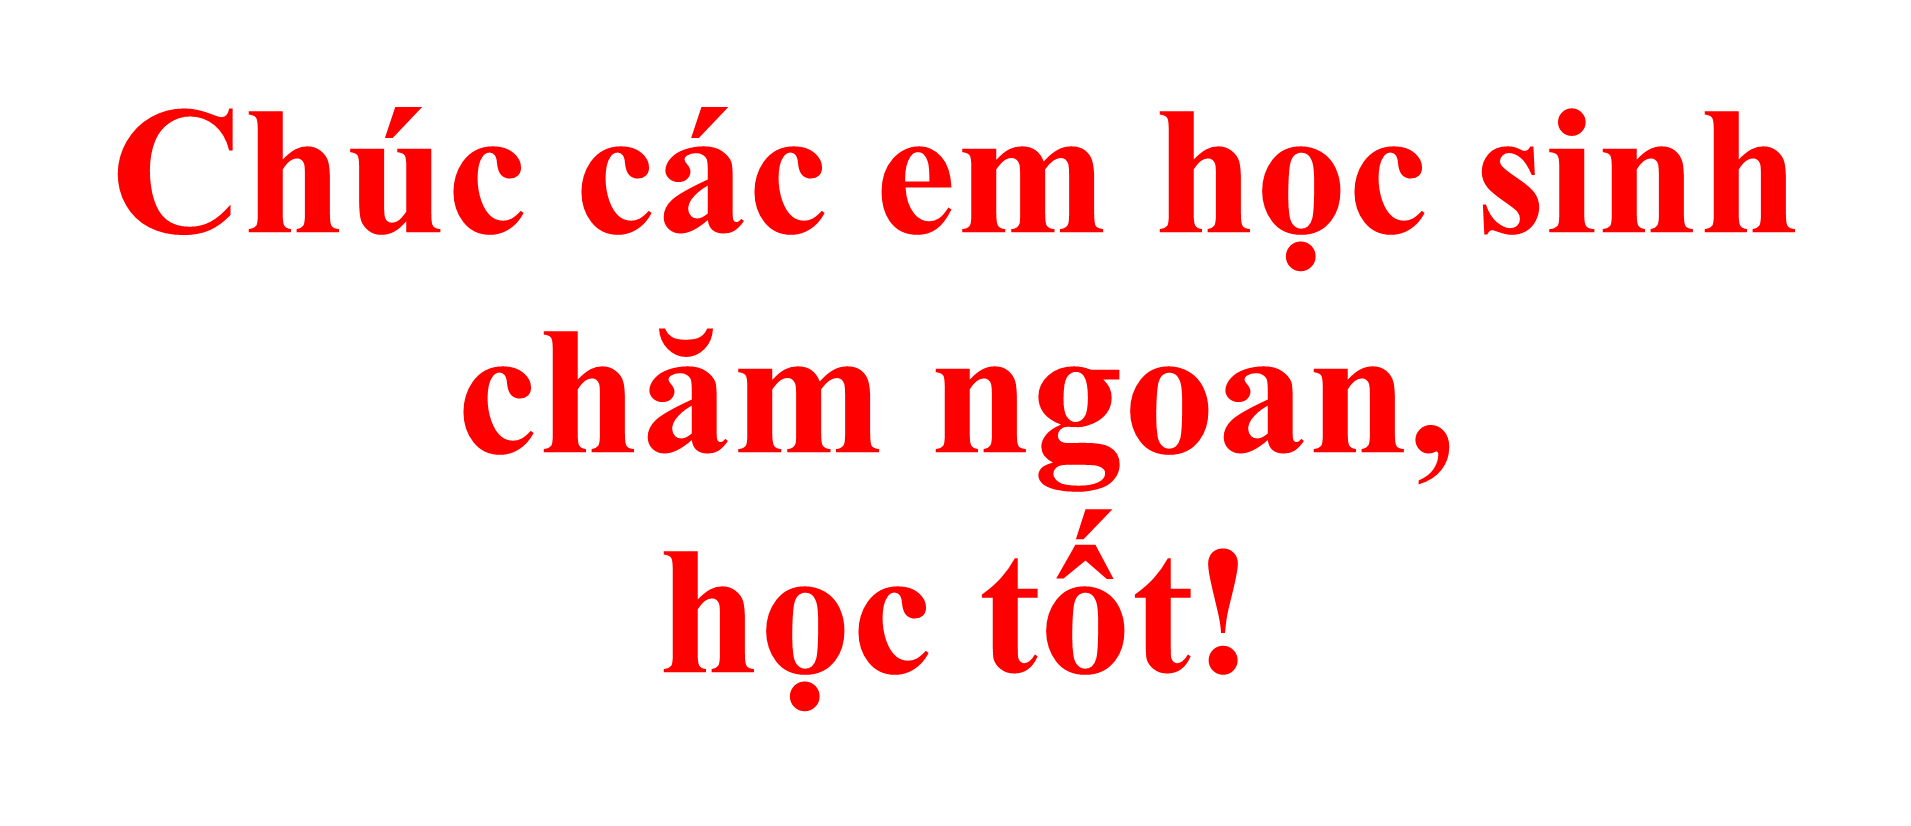 Chúc các em học sinh
chăm ngoan,
học tốt!